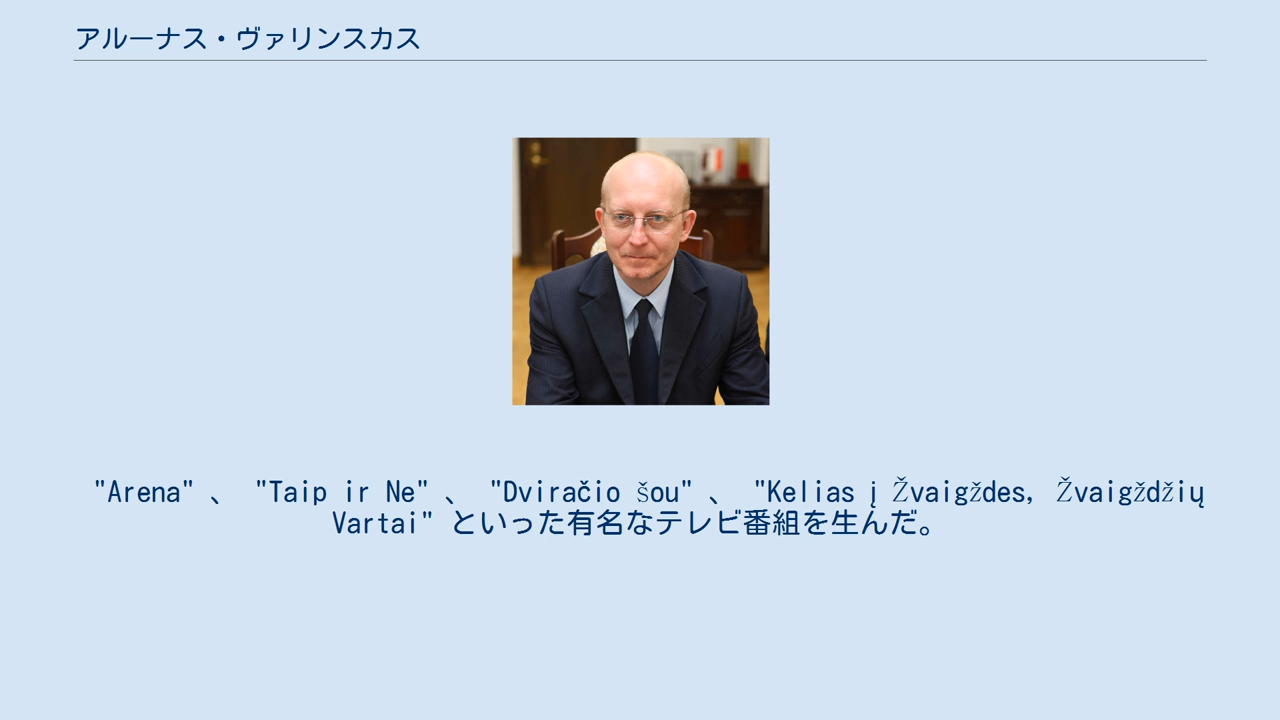 アルーナス・ヴァリンスカス
"Arena" 、 "Taip ir Ne" 、 "Dviračio šou" 、 "Kelias į Žvaigždes, Žvaigždžių
Vartai" といった有名なテレビ番組を生んだ。